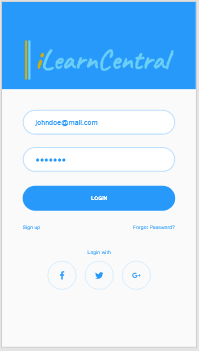 iLearnCentral
johndoe@mail.com
•••••••
LOGIN
Sign up
Forgot Password?
Login with
f
G+